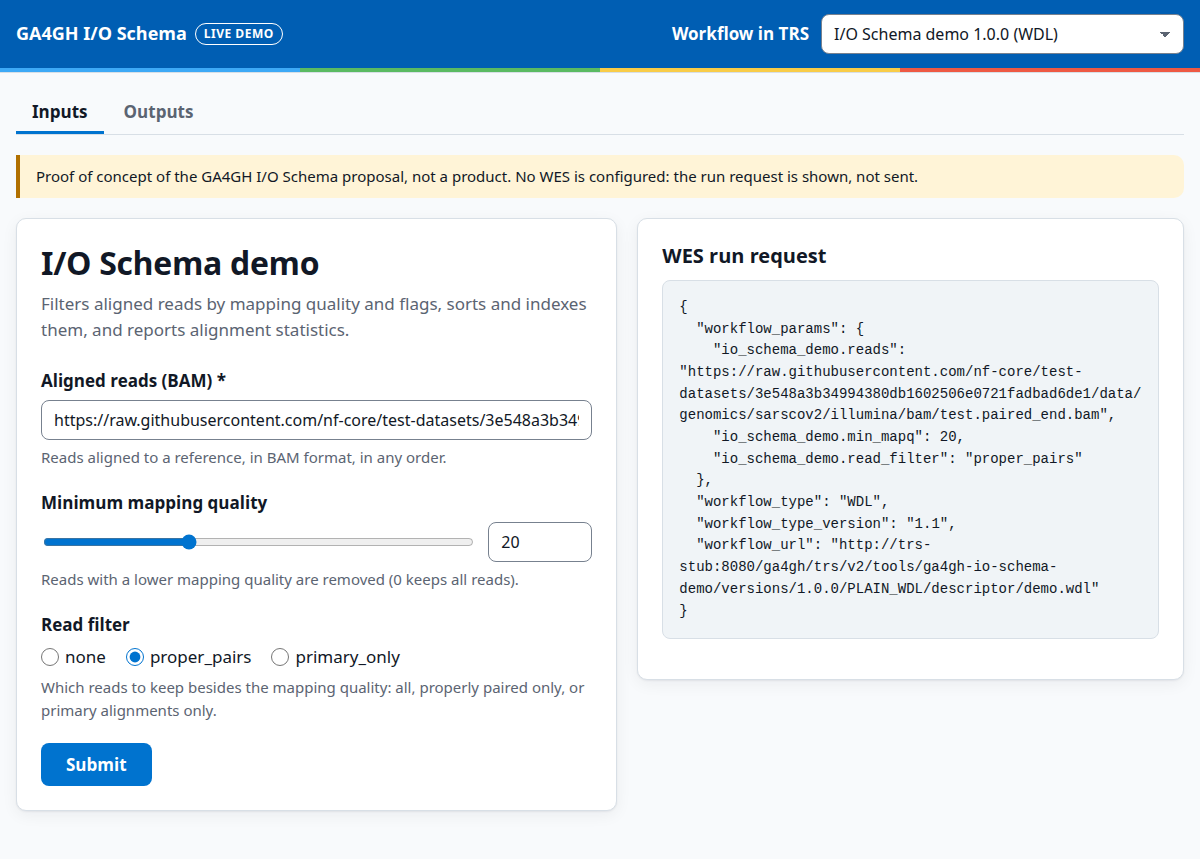 GA4GH I/O Schema LIVE DEMO
Workflow in TRS I/O Schema demo 1.0.0 (WDL)
Inputs Outputs
Proof of concept of the GA4GH I/O Schema proposal, not a product. No WES is configured: the run request is shown, not sent.
I/O Schema demo
Filters aligned reads by mapping quality and flags, sorts and indexes
them, and reports alignment statistics.
Aligned reads (BAM) *
https://raw.githubusercontent.com/nf-core/test-datasets/3e548a3b34
Reads aligned to a reference, in BAM format, in any order.
Minimum mapping quality
20
Reads with a lower mapping quality are removed (0 keeps all reads).
Read filter
none proper_pairs primary_only
Which reads to keep besides the mapping quality: all, properly paired only, or
primary alignments only.
Submit
WES run request
{
"workflow_params": {
"io_schema_demo.reads":
"https://raw.githubusercontent.com/nf-core/test-
datasets/3e548a3b34994380db1602506e0721fadbad6de1/data/
genomics/sarscov2/illumina/bam/test.paired_end.bam",
"io_schema_demo.min_mapq": 20,
"io_schema_demo.read_filter": "proper_pairs"
},
"workflow_type": "WDL",
"workflow_type_version": "1.1",
"workflow_url": "http://trs-
stub:8080/ga4gh/trs/v2/tools/ga4gh-io-schema-
demo/versions/1.0.0/PLAIN_WDL/descriptor/demo.wdl"
}